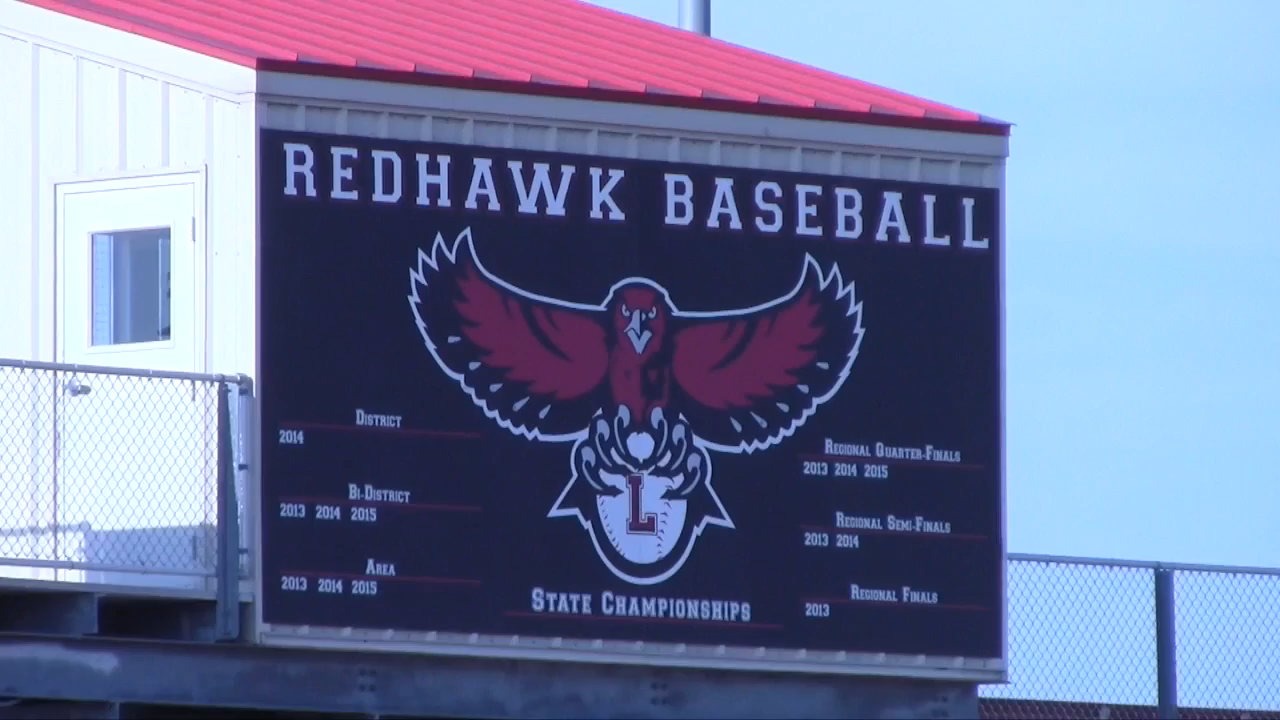 REDHAWK BASEBALL
DISTRICT
2014
BI-DISTRICT
2013 2014 2015
AREA
2013 2014 2015
L
STATE CHAMPIONSHIPS
REGIONAL QUARTER-FINALS
2013 2014 2015
REGIONAL SEMI-FINALS
2013 2014
REGIONAL FINALS
2013